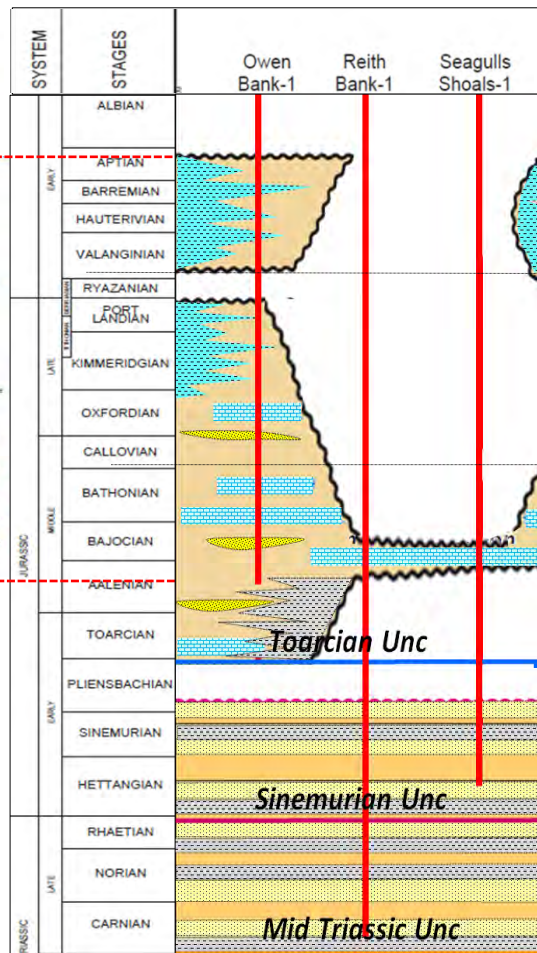 SYSTEM
STAGES
Owen
Bank-1
Reith
Bank-1
Seagulls
Shoals-1
EARLY
ALBIAN
APTIAN
BARREMIAN
HAUTERIVIAN
VALANGINIAN
RYAZANIAN
JURASSIC
LATE
PORT
LANDIAN
KIMMERIDGIAN
OXFORDIAN
MIDDLE
CALLOVIAN
BATHONIAN
BAJOCIAN
AALENIAN
EARLY
TOARCIAN
Toarcian Unc
PLIENSBACHIAN
SINEMURIAN
HETTANGIAN
Sinemurian Unc
RIASSIC
LATE
RHAETIAN
NORIAN
CARNIAN
Mid Triassic Unc